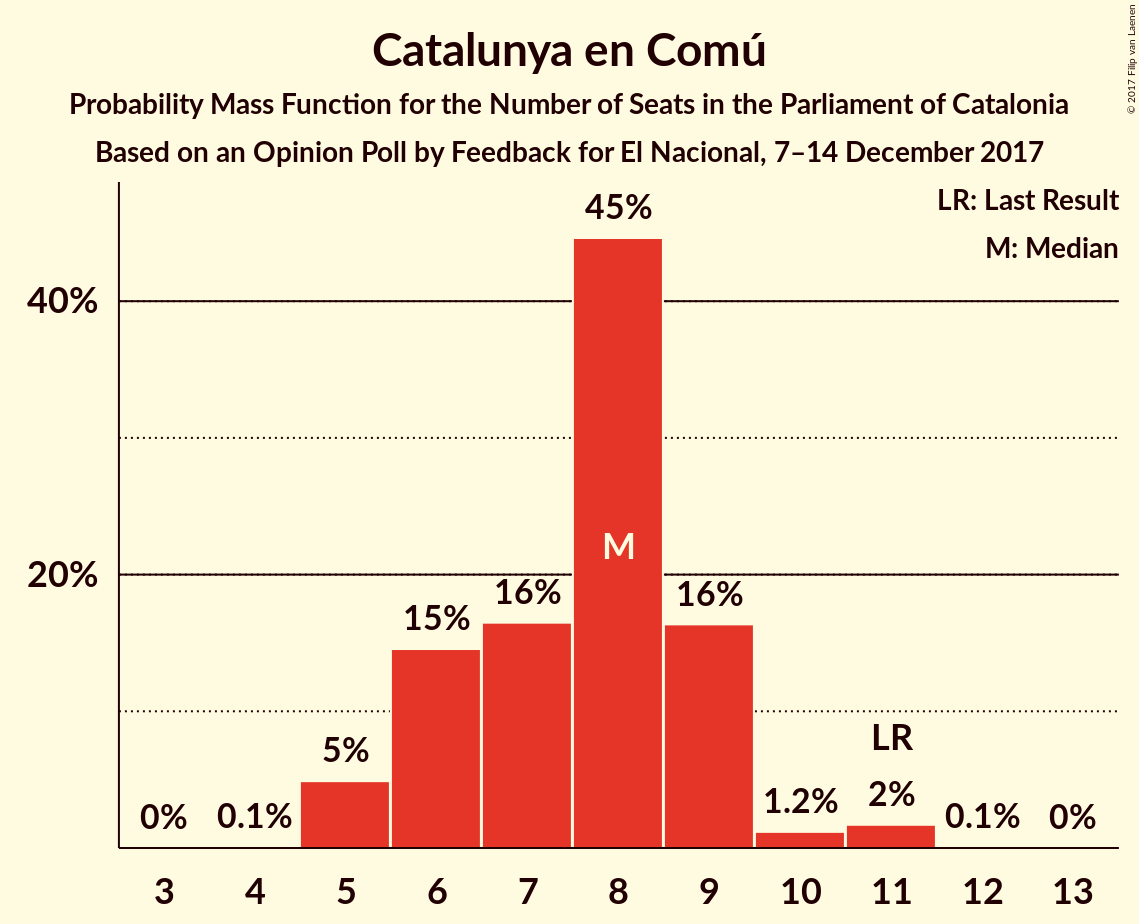 Catalunya en Comú
Probability Mass Function for the Number of Seats in the Parliament of Catalonia
Based on an Opinion Poll by Feedback for El Nacional, 7–14 December 2017
© 2017 Filip van Laenen
LR: Last Result
M: Median
45%
40%
M
20%
16%
16%
15%
LR
5%
2%
1.2%
0% 0.1% 0.1% 0%
3 4 5 6 7 8 9 10 11 12 13